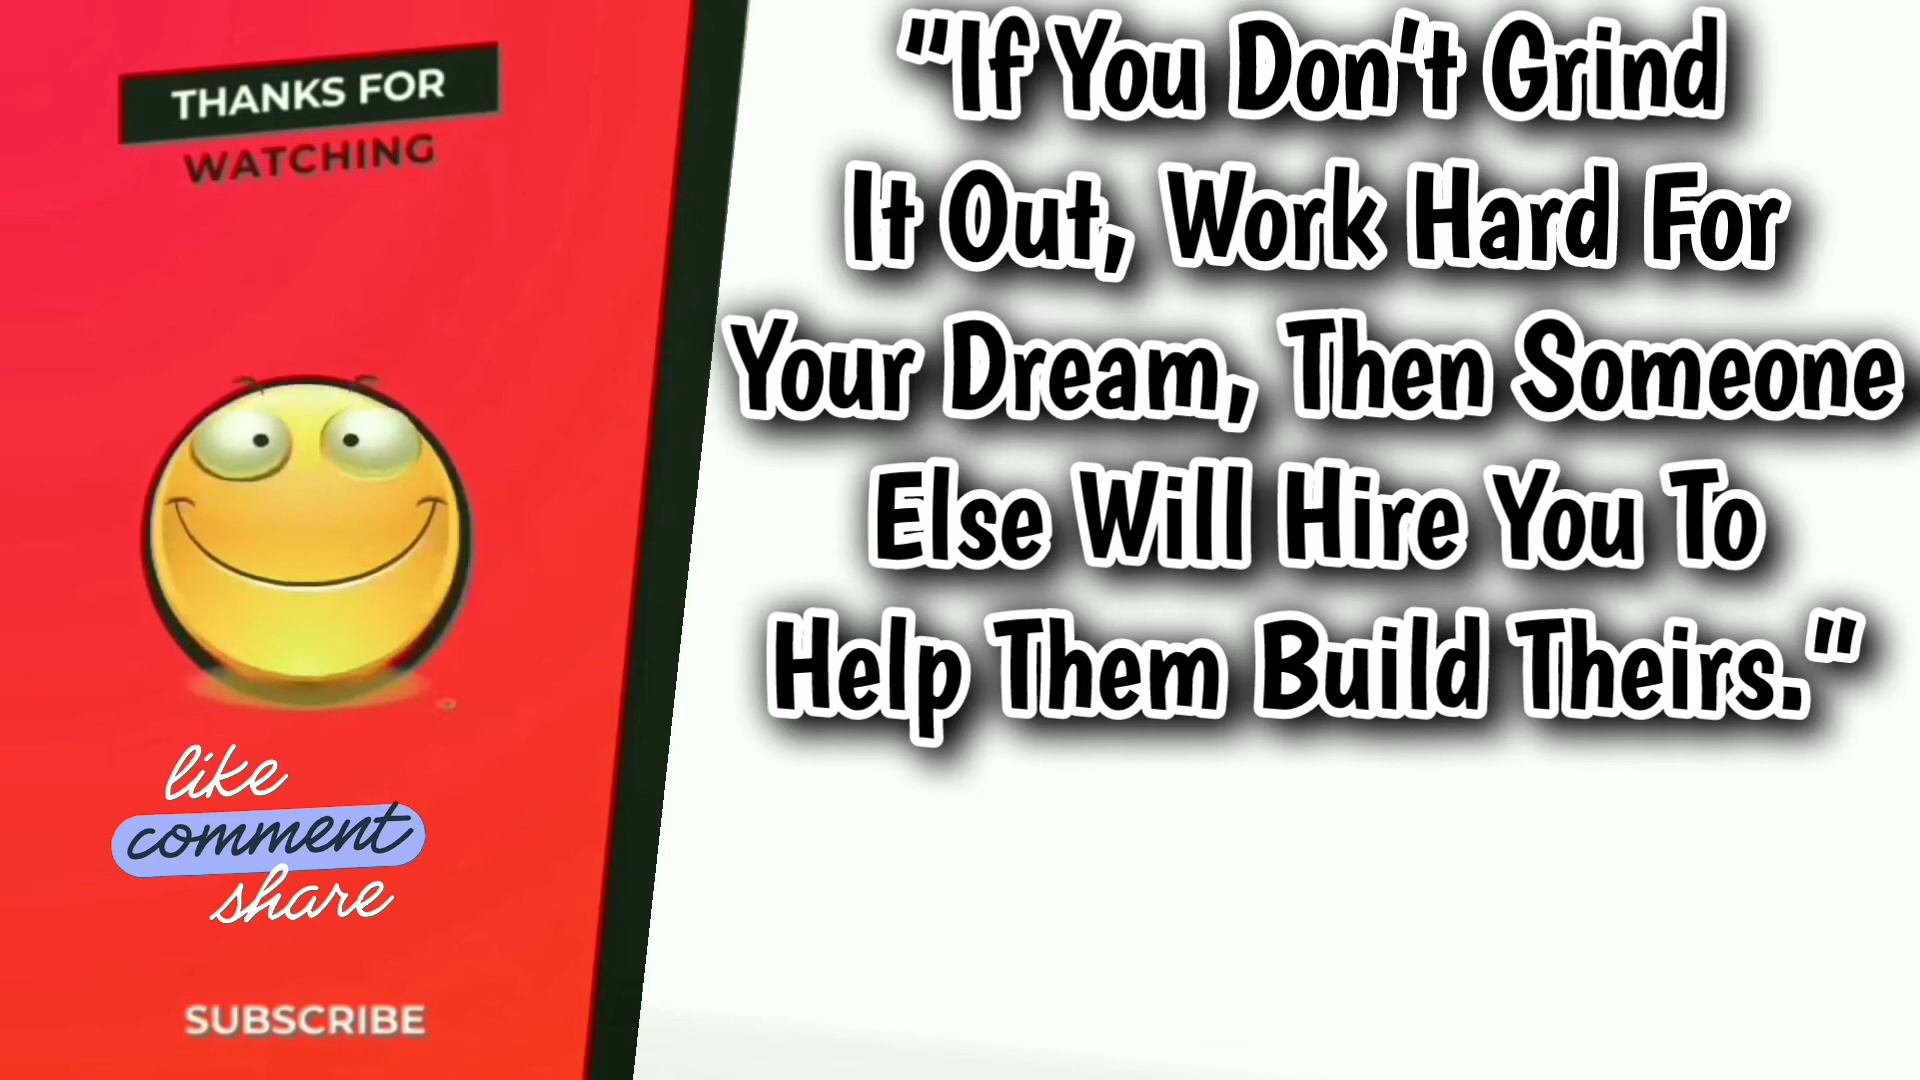 THANKS FOR
WATCHING
like
comment
share
SUBSCRIBE
"If You Don't Grind
It Out, Work Hard For
Your Dream, Then Someone
Else Will Hire You To
Help Them Build Theirs."